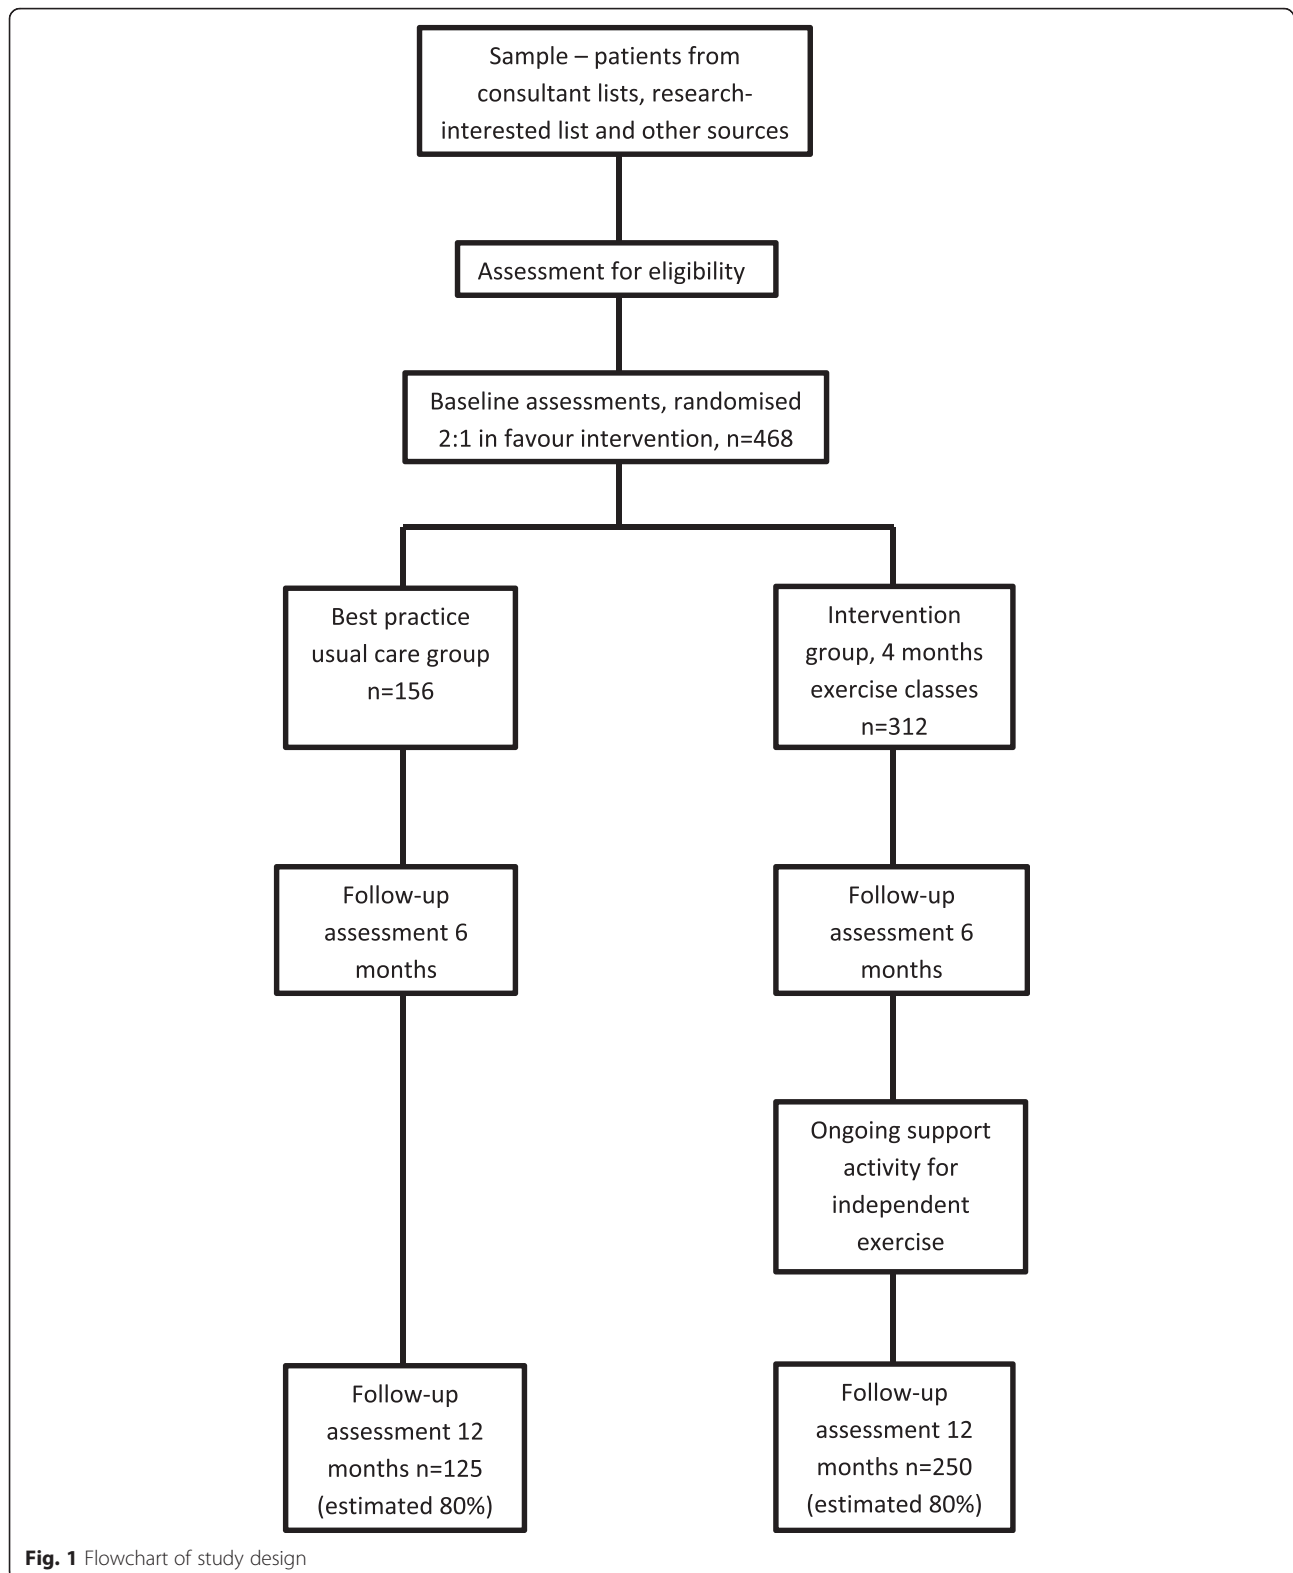 Sample – patients from
consultant lists, research-
interested list and other sources
Assessment for eligibility
Baseline assessments, randomised
2:1 in favour intervention, n=468
Best practice
usual care group
n=156
Intervention
group, 4 months
exercise classes
n=312
Follow-up
assessment 6
months
Follow-up
assessment 6
months
Ongoing support
activity for
independent
exercise
Follow-up
assessment 12
months n=125
(estimated 80%)
Follow-up
assessment 12
months n=250
(estimated 80%)
Fig. 1 Flowchart of study design